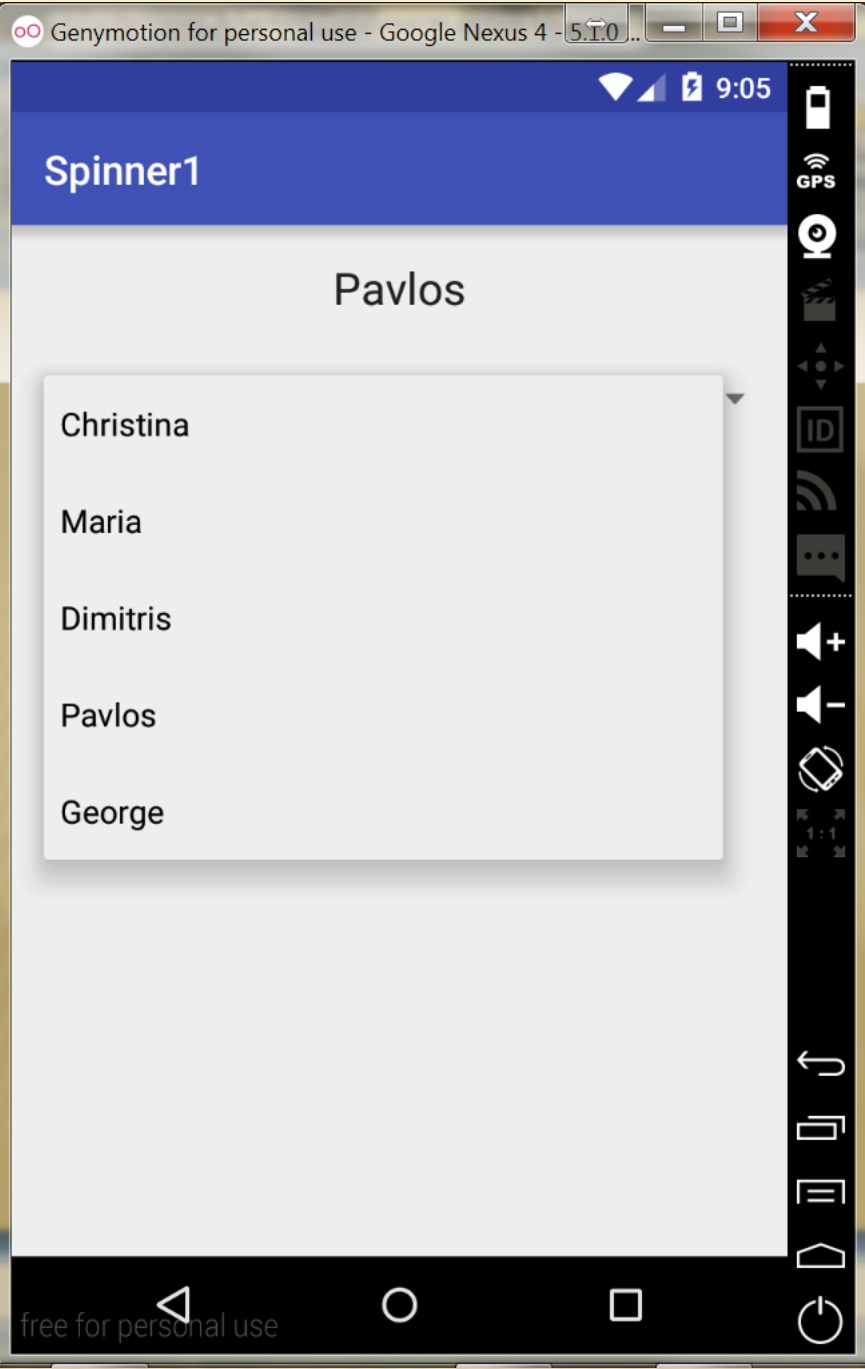 Genymotion for personal use - Google Nexus 4 - 5.1.0 ...
9:05
Spinner1
GPS
Pavlos
Christina
ID
Maria
Dimitris
Pavlos
George
1:1
free for personal use